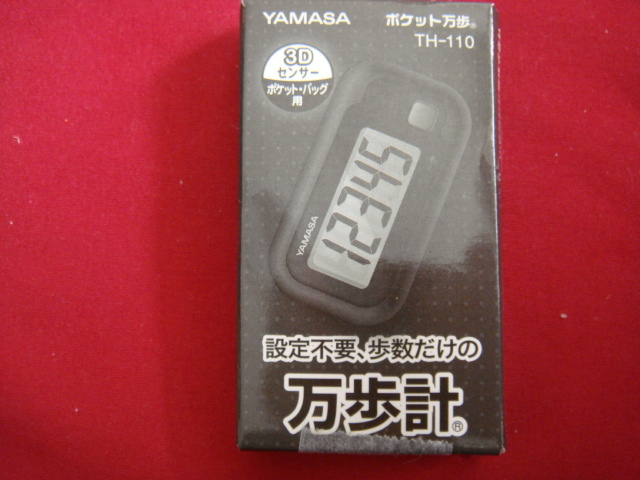 YAMASA
ポケット万歩®
TH-110
3D
センサー
ポケット・バッグ
用
12345
YAMASA
設定不要、歩数だけの
万歩計®